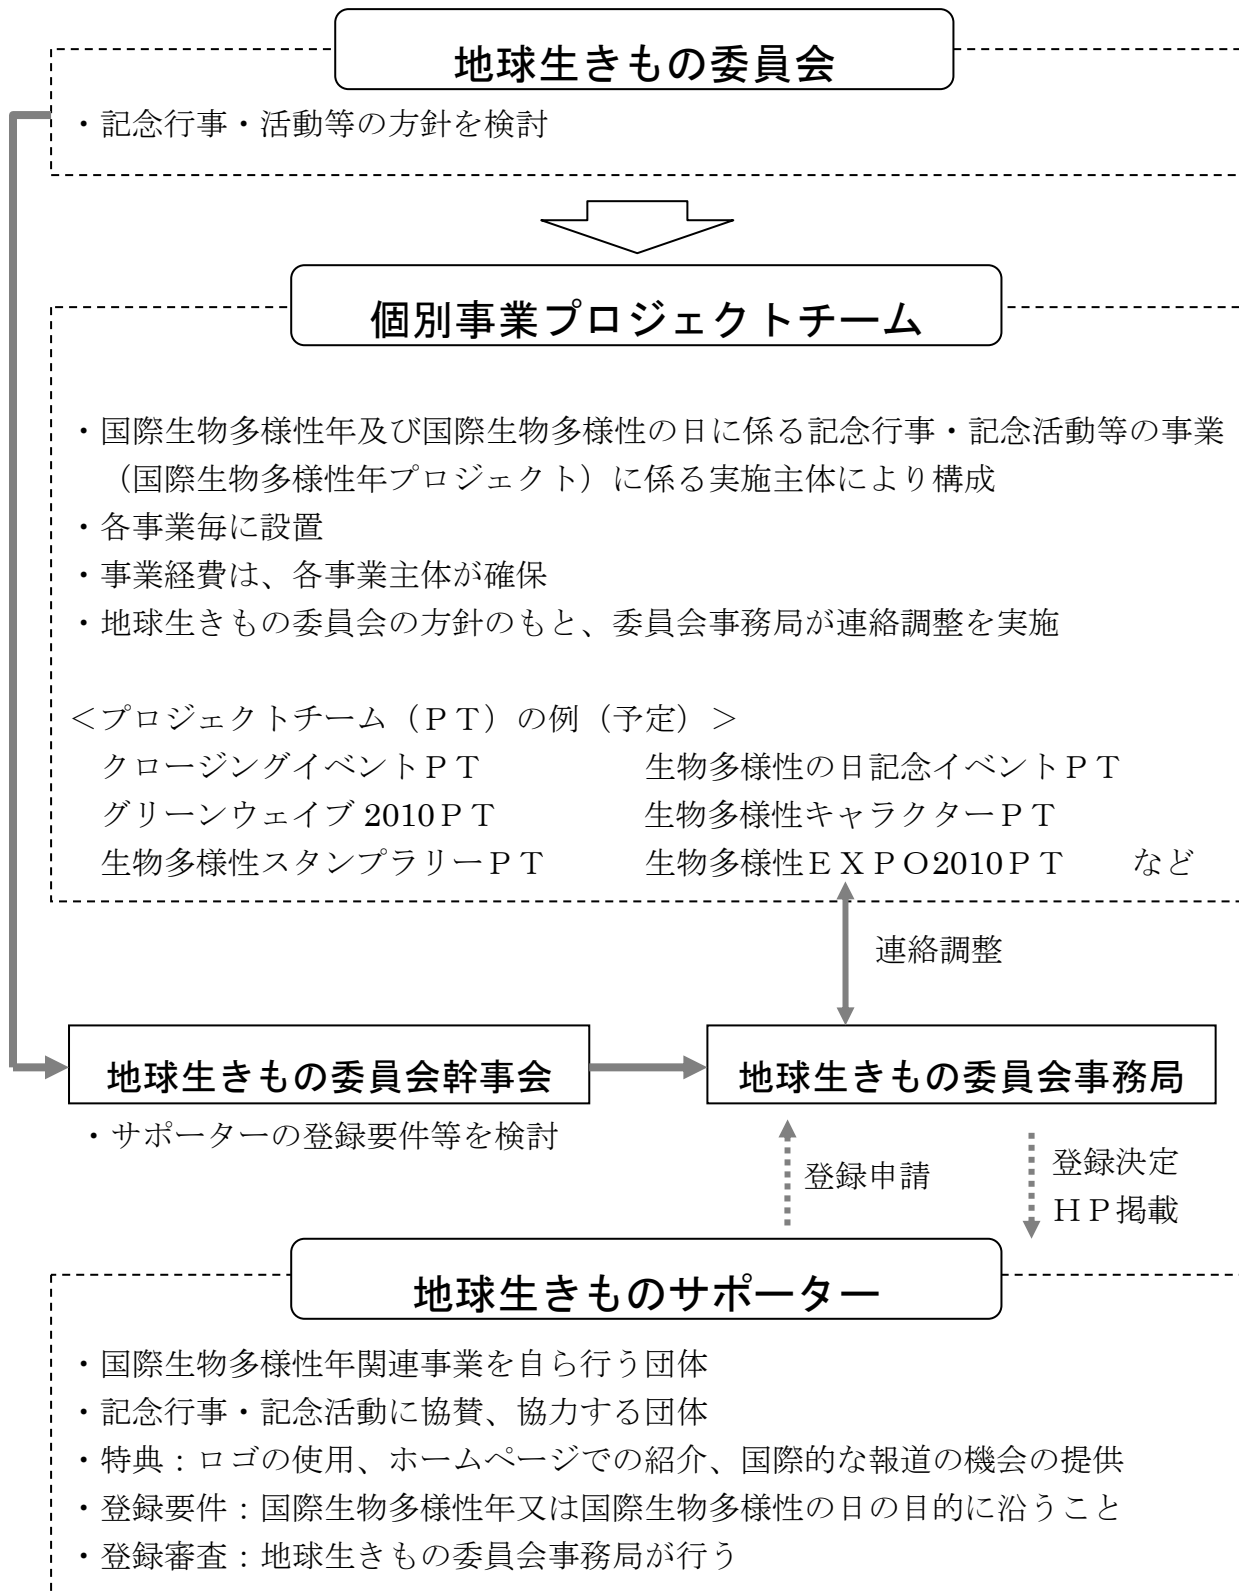 地球生きもの委員会
・記念行事・活動等の方針を検討
個別事業プロジェクトチーム
・国際生物多様性年及び国際生物多様性の日に係る記念行事・記念活動等の事業
（国際生物多様性年プロジェクト）に係る実施主体により構成
・各事業毎に設置
・事業経費は、各事業主体が確保
・地球生きもの委員会の方針のもと、委員会事務局が連絡調整を実施
＜プロジェクトチーム（ＰＴ）の例（予定）＞
クロージングイベントＰＴ　生物多様性の日記念イベントＰＴ
グリーンウェイブ 2010ＰＴ　生物多様性キャラクターＰＴ
生物多様性スタンプラリーＰＴ　生物多様性ＥＸＰＯ2010ＰＴ　など
連絡調整
地球生きもの委員会幹事会　地球生きもの委員会事務局
・サポーターの登録要件等を検討
登録申請
登録決定
ＨＰ掲載
地球生きものサポーター
・国際生物多様性年関連事業を自ら行う団体
・記念行事・記念活動に協賛、協力する団体
・特典：ロゴの使用、ホームページでの紹介、国際的な報道の機会の提供
・登録要件：国際生物多様性年又は国際生物多様性の日の目的に沿うこと
・登録審査：地球生きもの委員会事務局が行う